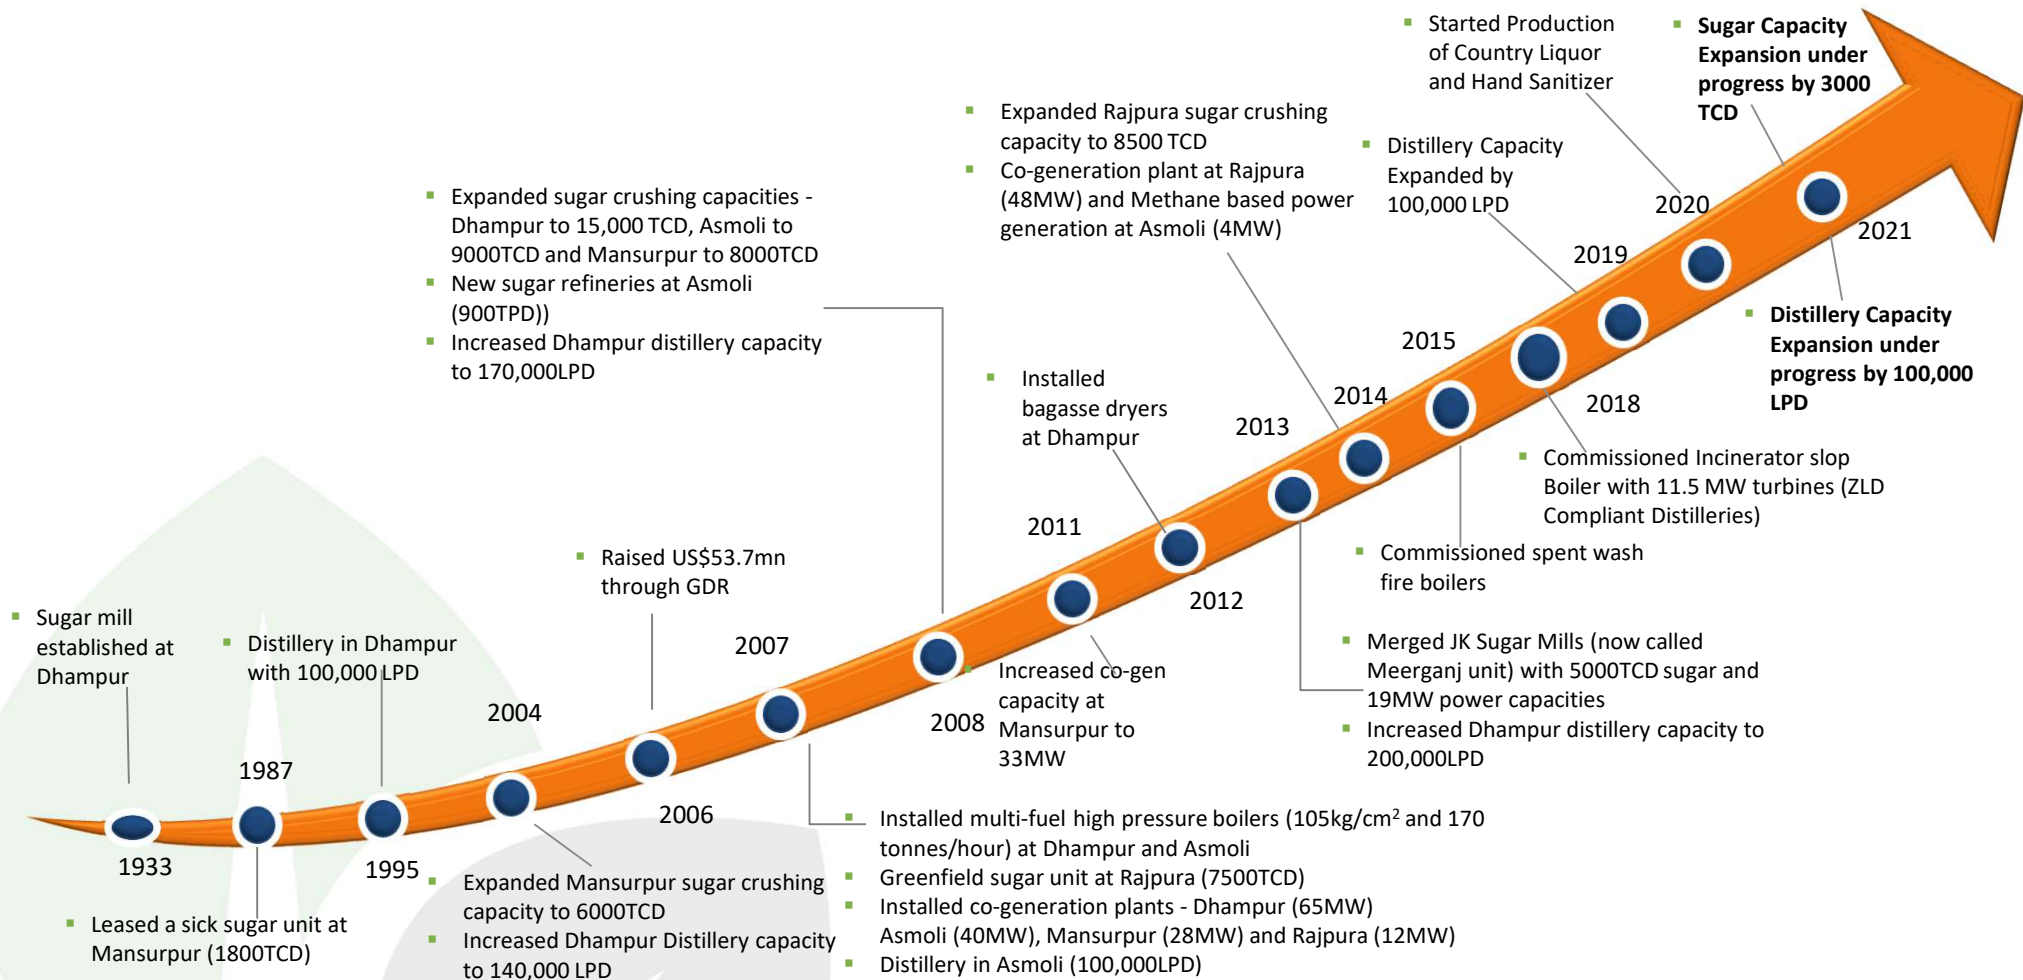 Started Production
of Country Liquor
and Hand Sanitizer
Sugar Capacity
Expansion under
progress by 3000
TCD
Expanded Rajpura sugar crushing
capacity to 8500 TCD
Co-generation plant at Rajpura
(48MW) and Methane based power
generation at Asmoli (4MW)
Distillery Capacity
Expanded by
100,000 LPD
Expanded sugar crushing capacities -
Dhampur to 15,000 TCD, Asmoli to
9000TCD and Mansurpur to 8000TCD
New sugar refineries at Asmoli
(900TPD))
Increased Dhampur distillery capacity
to 170,000LPD
2020
2021
2019
Distillery Capacity
Expansion under
progress by 100,000
LPD
2015
Installed
bagasse dryers
at Dhampur
2014
2018
2013
Commissioned Incinerator slop
Boiler with 11.5 MW turbines (ZLD
Compliant Distilleries)
2011
Raised US$53.7mn
through GDR
Commissioned spent wash
fire boilers
2012
Sugar mill
established at
Dhampur
Distillery in Dhampur
with 100,000 LPD
2007
Merged JK Sugar Mills (now called
Meerganj unit) with 5000TCD sugar and
19MW power capacities
Increased Dhampur distillery capacity to
200,000LPD
Increased co-gen
capacity at
Mansurpur to
33MW
2004
2008
1987
2006
1933
1995
Installed multi-fuel high pressure boilers (105kg/cm² and 170
tonnes/hour) at Dhampur and Asmoli
Greenfield sugar unit at Rajpura (7500TCD)
Installed co-generation plants - Dhampur (65MW)
Asmoli (40MW), Mansurpur (28MW) and Rajpura (12MW)
Distillery in Asmoli (100,000LPD)
Leased a sick sugar unit at
Mansurpur (1800TCD)
Expanded Mansurpur sugar crushing
capacity to 6000TCD
Increased Dhampur Distillery capacity
to 140,000 LPD